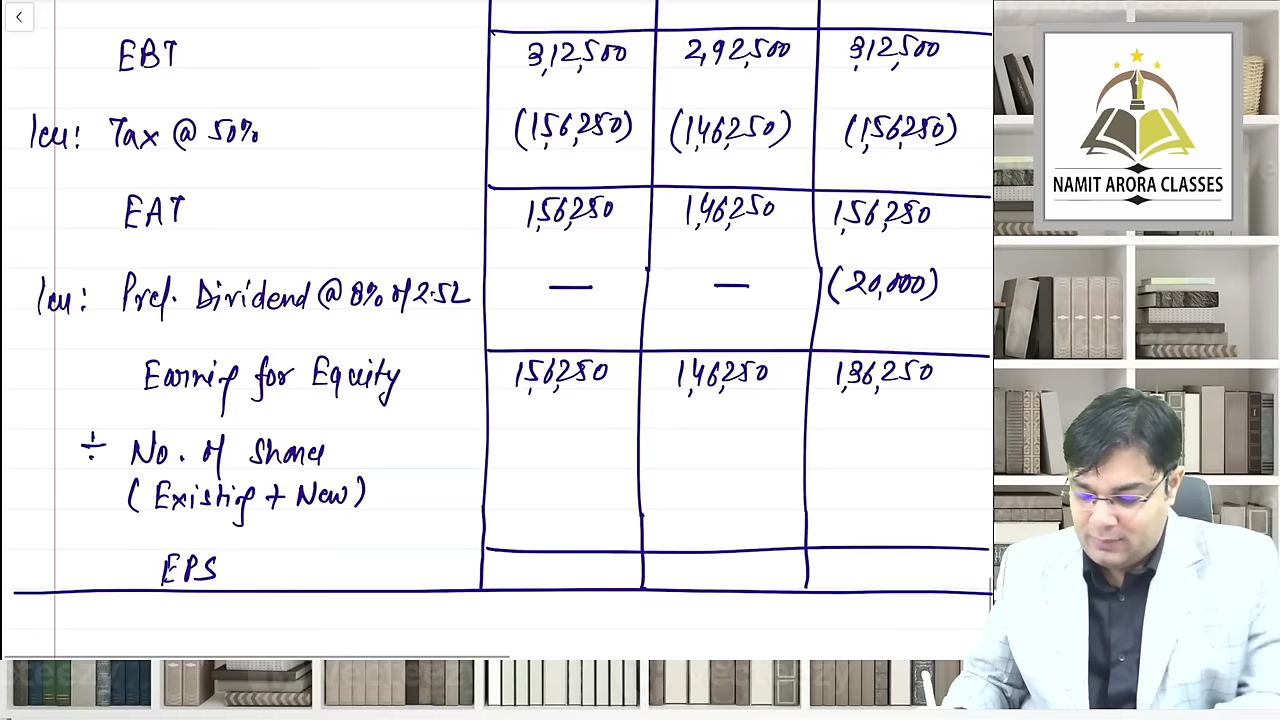 EBT 3,12,500 2,92,500 3,12,500
less: Tax @ 50% (1,56,250) (1,46,250) (1,56,250)
EAT 1,56,250 1,46,250 1,56,250
less: Pref. Dividend @ 8% of 2.5L — — (20,000)
Earning for Equity 1,56,250 1,46,250 1,36,250
÷ No. of Shares
(Existing + New)
EPS
NAMIT ARORA CLASSES